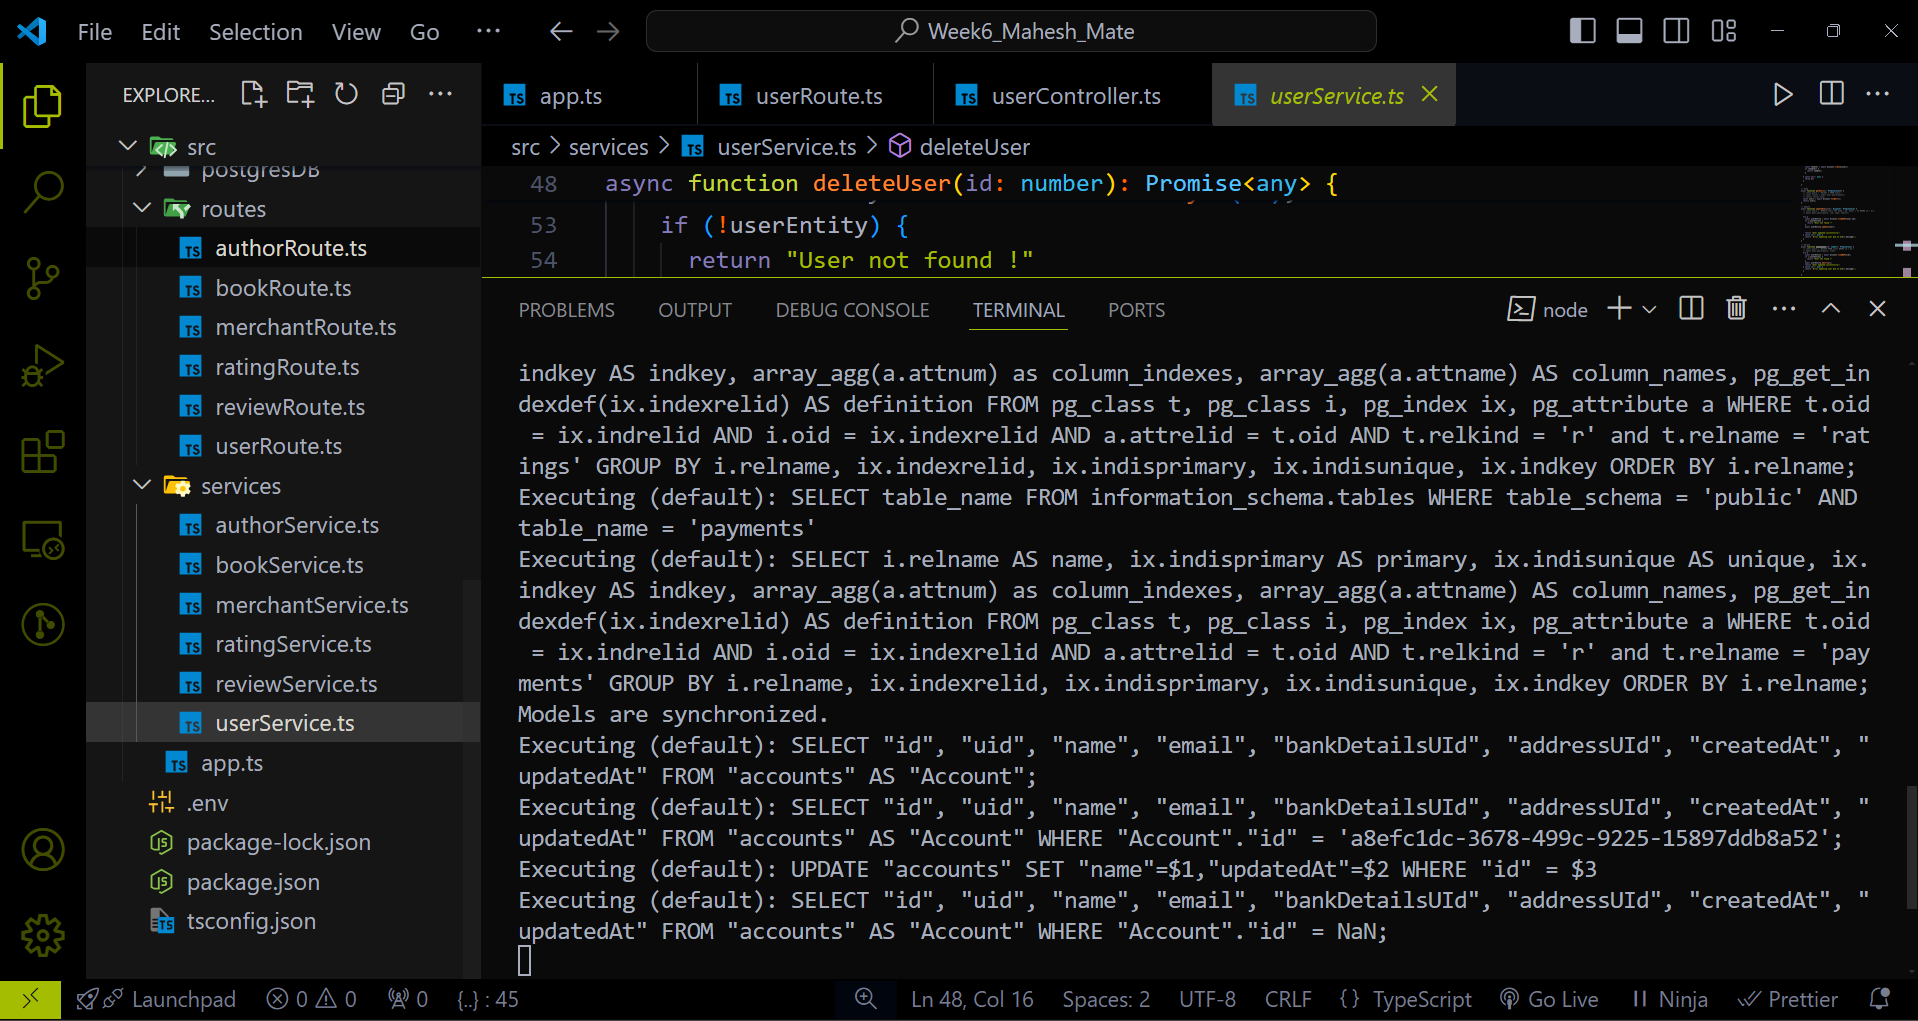 File Edit Selection View Go ··· Week6_Mahesh_Mate
EXPLORE...
src
postgresDB
routes
authorRoute.ts
bookRoute.ts
merchantRoute.ts
ratingRoute.ts
reviewRoute.ts
userRoute.ts
services
authorService.ts
bookService.ts
merchantService.ts
ratingService.ts
reviewService.ts
userService.ts
app.ts
.env
package-lock.json
package.json
tsconfig.json
app.ts userRoute.ts userController.ts userService.ts
src > services > userService.ts > deleteUser
48 async function deleteUser(id: number): Promise<any> {
53 if (!userEntity) {
54 return "User not found !"
PROBLEMS OUTPUT DEBUG CONSOLE TERMINAL PORTS node
indkey AS indkey, array_agg(a.attnum) as column_indexes, array_agg(a.attname) AS column_names, pg_get_in
dexdef(ix.indexrelid) AS definition FROM pg_class t, pg_class i, pg_index ix, pg_attribute a WHERE t.oid
= ix.indrelid AND i.oid = ix.indexrelid AND a.attrelid = t.oid AND t.relkind = 'r' and t.relname = 'rat
ings' GROUP BY i.relname, ix.indexrelid, ix.indisprimary, ix.indisunique, ix.indkey ORDER BY i.relname;
Executing (default): SELECT table_name FROM information_schema.tables WHERE table_schema = 'public' AND
table_name = 'payments'
Executing (default): SELECT i.relname AS name, ix.indisprimary AS primary, ix.indisunique AS unique, ix.
indkey AS indkey, array_agg(a.attnum) as column_indexes, array_agg(a.attname) AS column_names, pg_get_in
dexdef(ix.indexrelid) AS definition FROM pg_class t, pg_class i, pg_index ix, pg_attribute a WHERE t.oid
= ix.indrelid AND i.oid = ix.indexrelid AND a.attrelid = t.oid AND t.relkind = 'r' and t.relname = 'pay
ments' GROUP BY i.relname, ix.indexrelid, ix.indisprimary, ix.indisunique, ix.indkey ORDER BY i.relname;
Models are synchronized.
Executing (default): SELECT "id", "uid", "name", "email", "bankDetailsUId", "addressUId", "createdAt", "
updatedAt" FROM "accounts" AS "Account";
Executing (default): SELECT "id", "uid", "name", "email", "bankDetailsUId", "addressUId", "createdAt", "
updatedAt" FROM "accounts" AS "Account" WHERE "Account"."id" = 'a8efc1dc-3678-499c-9225-15897ddb8a52';
Executing (default): UPDATE "accounts" SET "name"=$1,"updatedAt"=$2 WHERE "id" = $3
Executing (default): SELECT "id", "uid", "name", "email", "bankDetailsUId", "addressUId", "createdAt", "
updatedAt" FROM "accounts" AS "Account" WHERE "Account"."id" = NaN;
Launchpad 0 0 0 {..} : 45 Ln 48, Col 16 Spaces: 2 UTF-8 CRLF {} TypeScript Go Live Ninja Prettier